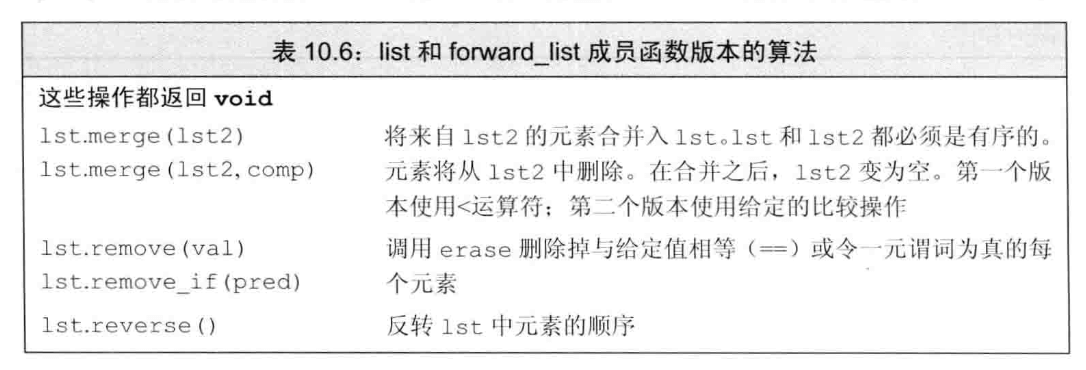 表 10.6：list 和 forward_list 成员函数版本的算法
这些操作都返回 void
lst.merge(lst2) 将来自 lst2 的元素合并入 lst。lst 和 lst2 都必须是有序的。
lst.merge(lst2,comp) 元素将从 lst2 中删除。在合并之后，lst2 变为空。第一个版
本使用<运算符；第二个版本使用给定的比较操作
lst.remove(val) 调用 erase 删除掉与给定值相等（==）或令一元谓词为真的每
lst.remove_if(pred) 个元素
lst.reverse() 反转 lst 中元素的顺序